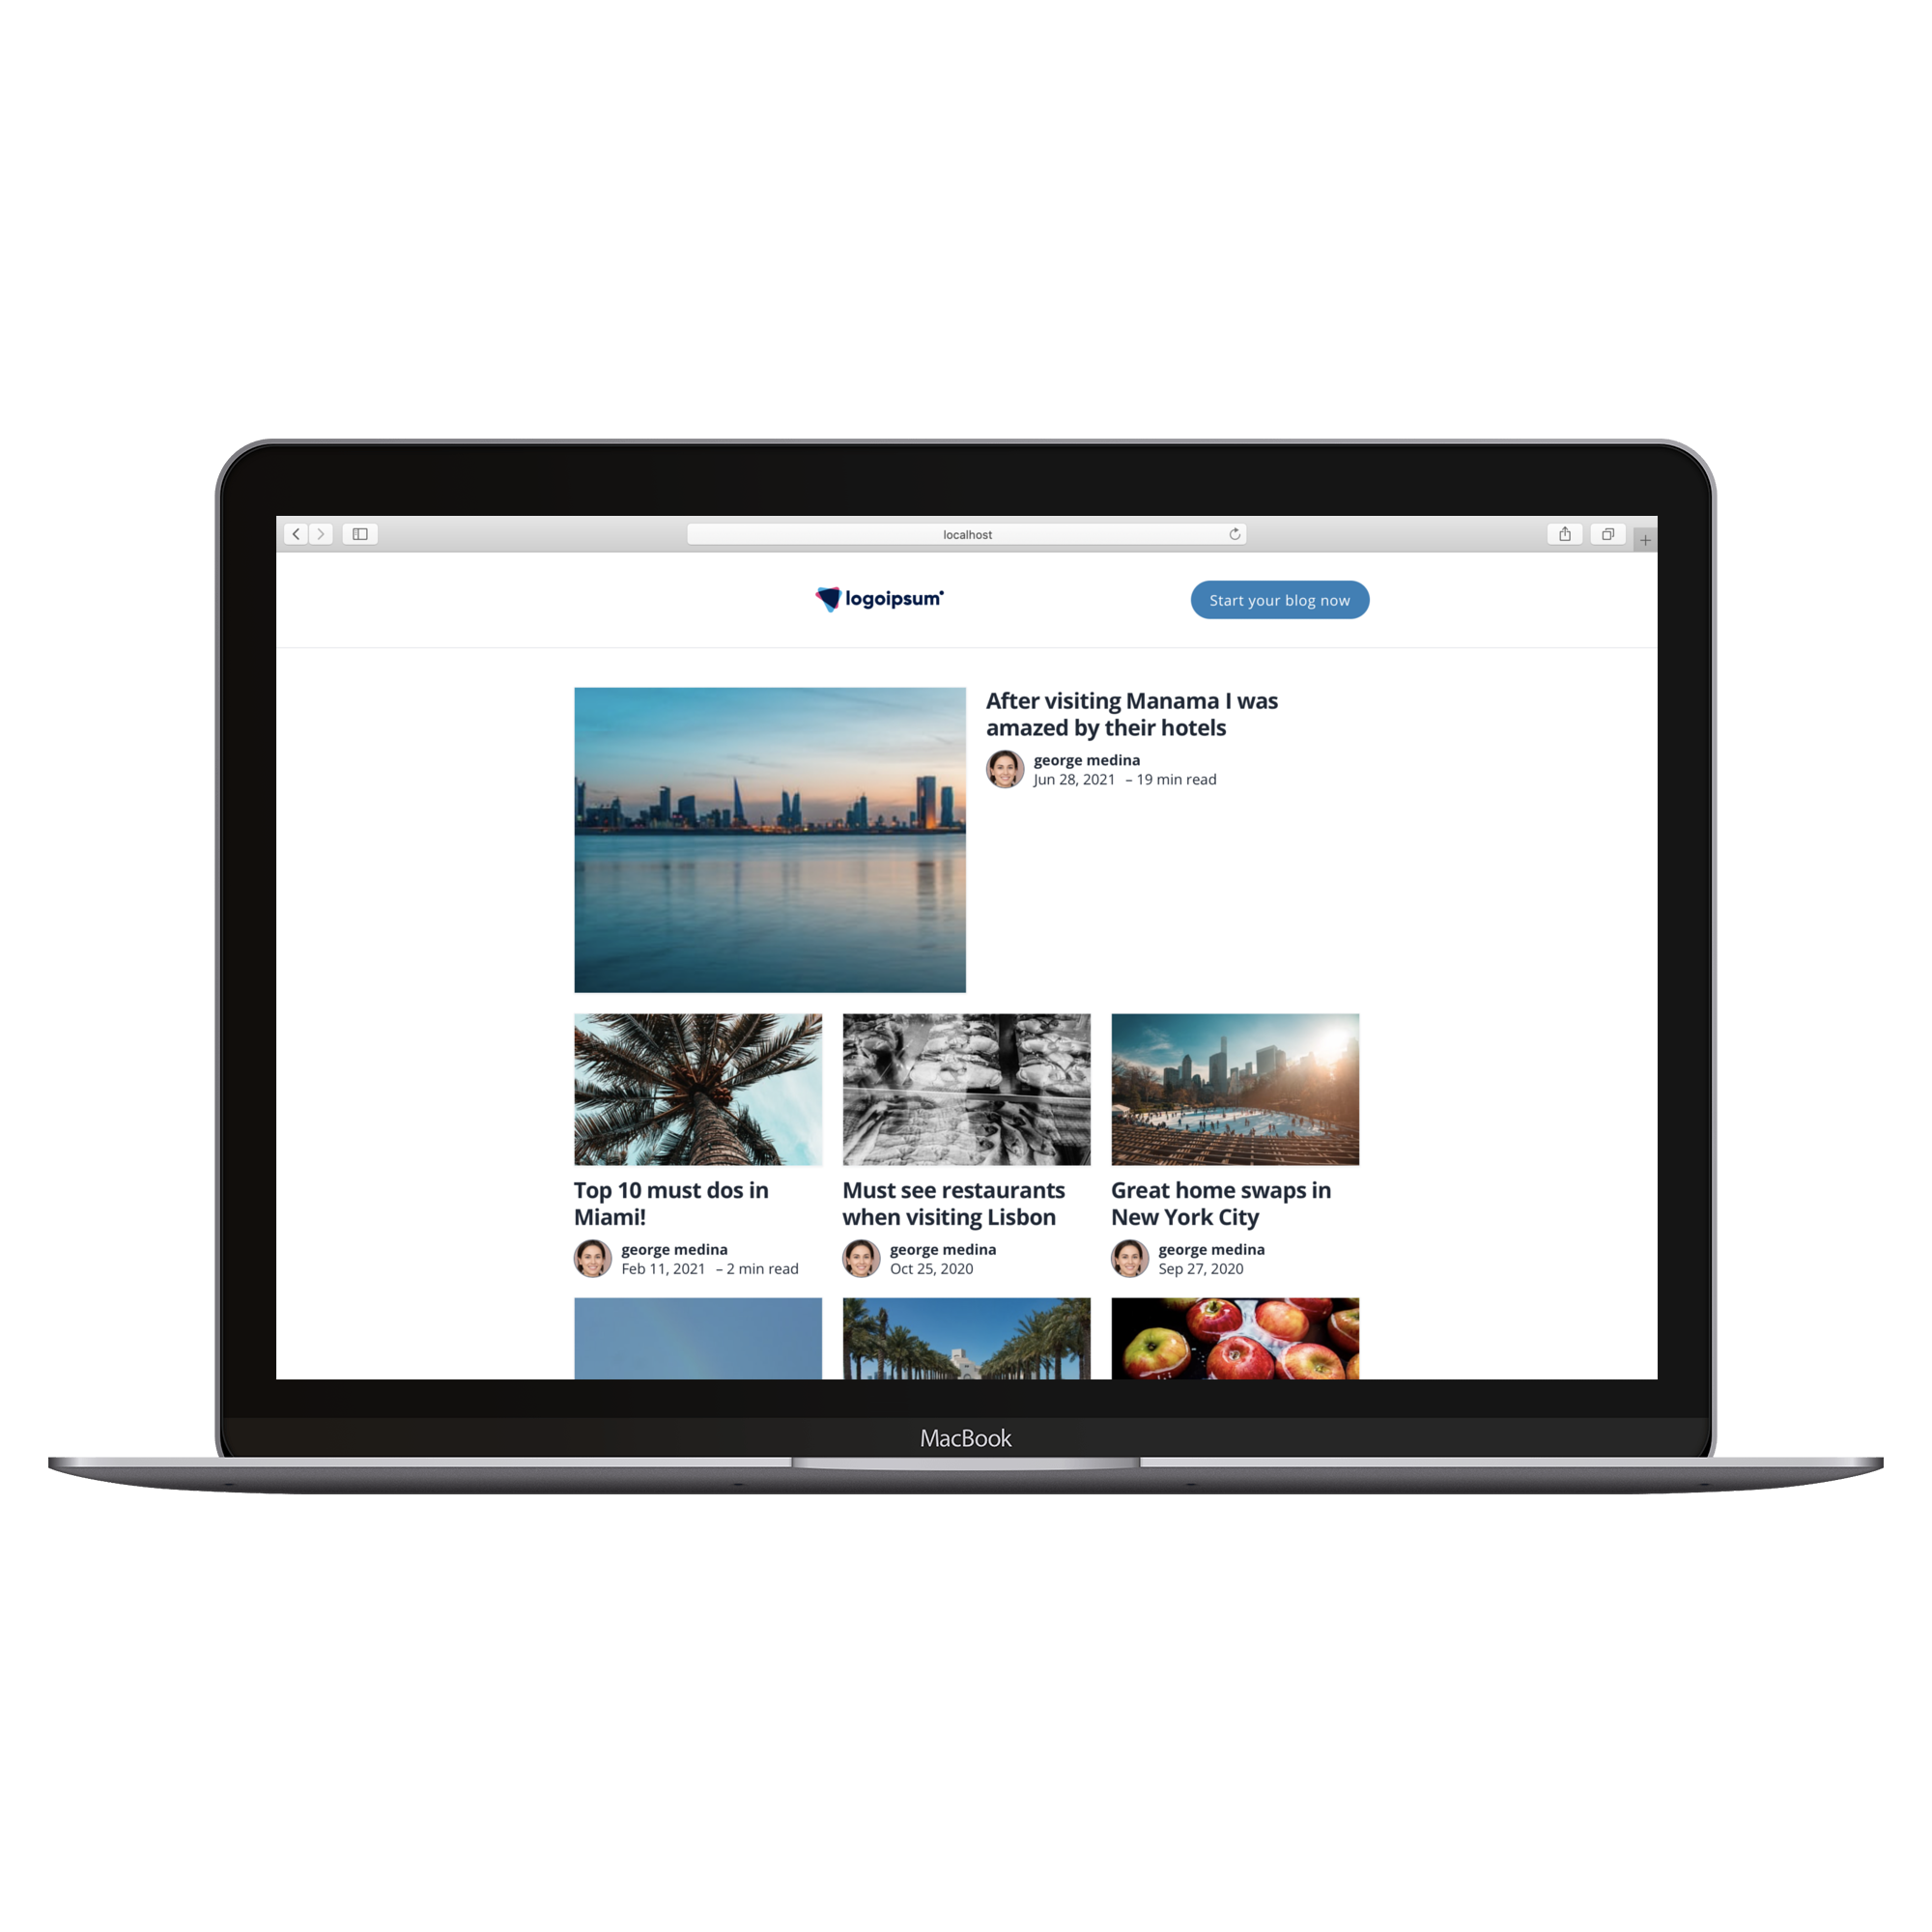 localhost
logoipsum
Start your blog now
After visiting Manama I was
amazed by their hotels
george medina
Jun 28, 2021 – 19 min read
Top 10 must dos in
Miami!
george medina
Feb 11, 2021 – 2 min read
Must see restaurants
when visiting Lisbon
george medina
Oct 25, 2020
Great home swaps in
New York City
george medina
Sep 27, 2020
MacBook